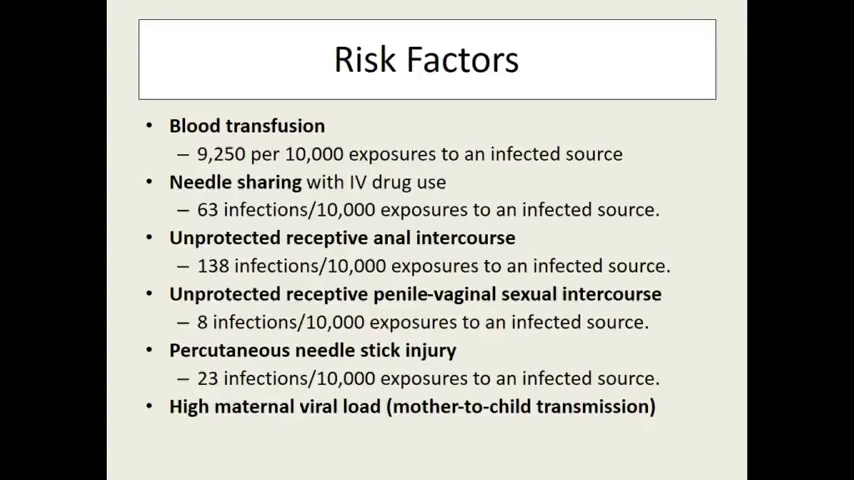 Risk Factors
• Blood transfusion
– 9,250 per 10,000 exposures to an infected source
• Needle sharing with IV drug use
– 63 infections/10,000 exposures to an infected source.
• Unprotected receptive anal intercourse
– 138 infections/10,000 exposures to an infected source.
• Unprotected receptive penile-vaginal sexual intercourse
– 8 infections/10,000 exposures to an infected source.
• Percutaneous needle stick injury
– 23 infections/10,000 exposures to an infected source.
• High maternal viral load (mother-to-child transmission)